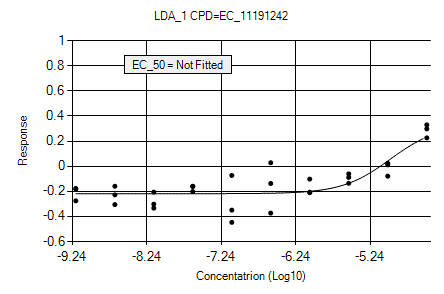 LDA_1 CPD=EC_11191242
EC_50 = Not Fitted
Response
1
0.8
0.6
0.4
0.2
0
-0.2
-0.4
-0.6
-9.24 -8.24 -7.24 -6.24 -5.24
Concentatrion (Log10)